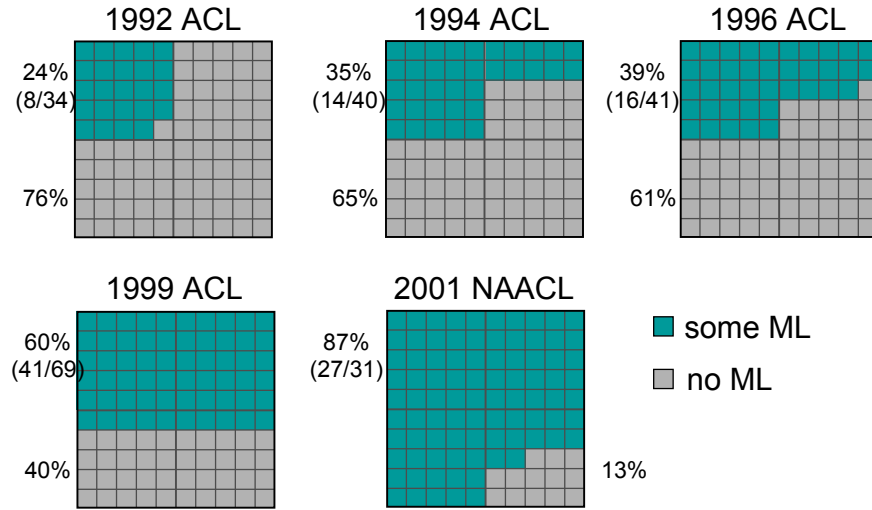 1992 ACL
24%
(8/34)
76%
1994 ACL
35%
(14/40)
65%
1996 ACL
39%
(16/41)
61%
1999 ACL
60%
(41/69)
40%
2001 NAACL
87%
(27/31)
13%
some ML
no ML